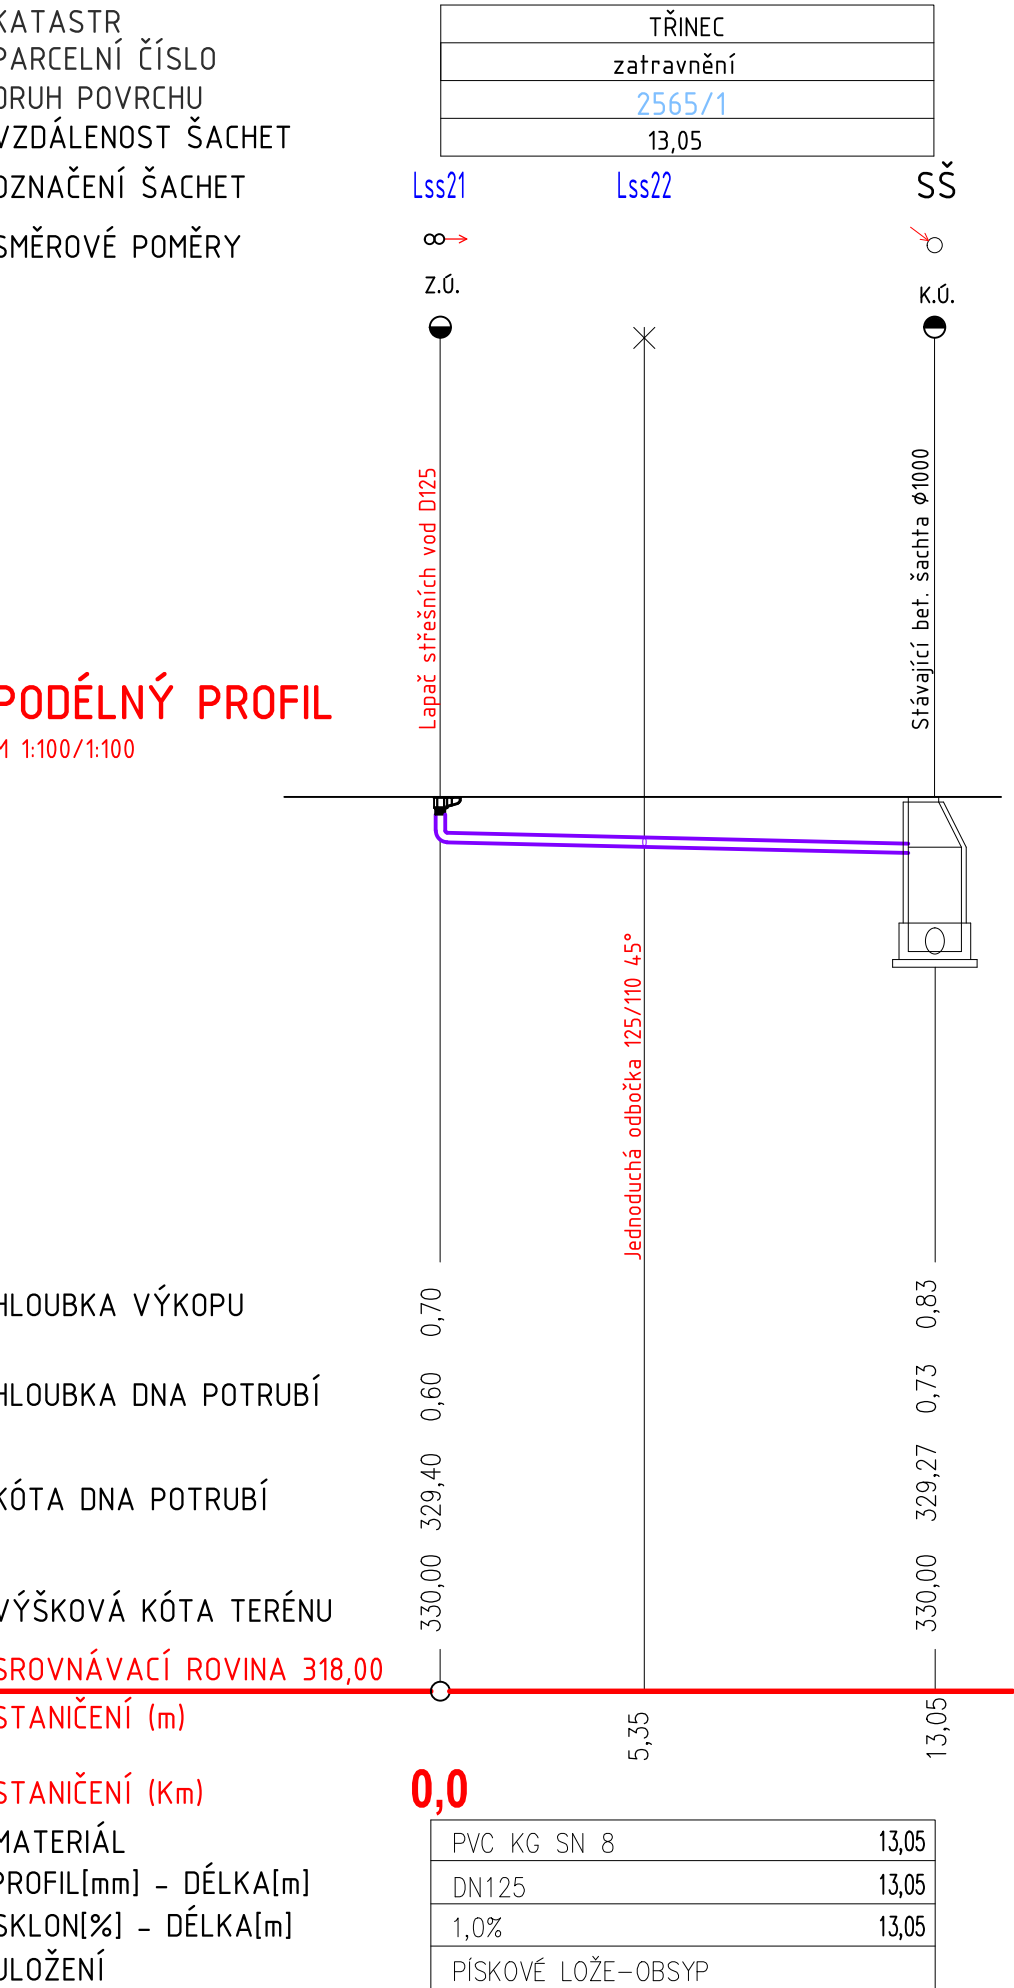 KATASTR
TŘINEC
PARCELNÍ ČÍSLO
zatravnění
DRUH POVRCHU
2565/1
VZDÁLENOST ŠACHET
13,05
OZNAČENÍ ŠACHET
Lss21
Lss22
SŠ
SMĚROVÉ POMĚRY
Z.Ú.
K.Ú.
Lapač střešních vod D125
Stávající bet. šachta ϕ1000
PODÉLNÝ PROFIL
M 1:100/1:100
Jednoduchá odbočka 125/110 45°
HLOUBKA VÝKOPU
0,70
0,83
HLOUBKA DNA POTRUBÍ
0,60
0,73
KÓTA DNA POTRUBÍ
329,40
329,27
VÝŠKOVÁ KÓTA TERÉNU
330,00
330,00
SROVNÁVACÍ ROVINA 318,00
STANIČENÍ (m)
5,35
13,05
STANIČENÍ (Km)
0,0
MATERIÁL
PVC KG SN 8
13,05
PROFIL[mm] - DÉLKA[m]
DN125
13,05
SKLON[%] - DÉLKA[m]
1,0%
13,05
ULOŽENÍ
PÍSKOVÉ LOŽE-OBSYP